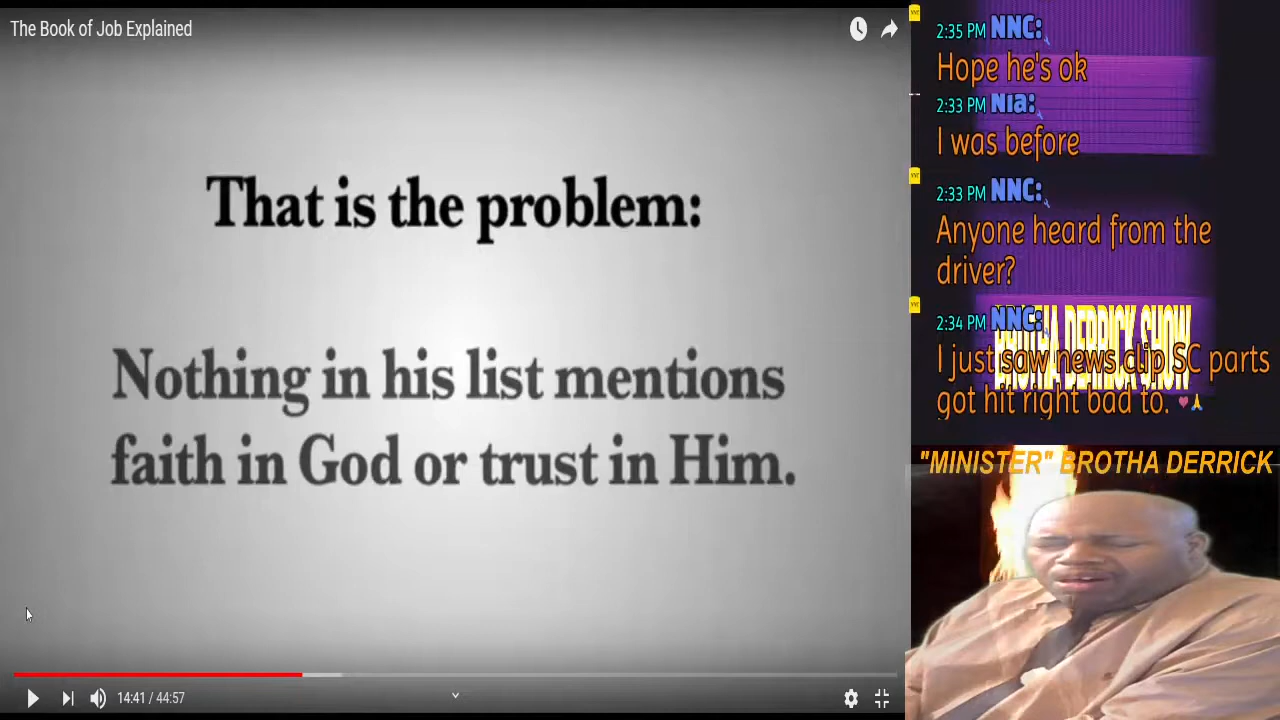 The Book of Job Explained
That is the problem:
Nothing in his list mentions
faith in God or trust in Him.
14:41 / 44:57
2:35 PM NNC:
Hope he's ok
2:33 PM Nia:
I was before
2:33 PM NNC:
Anyone heard from the
driver?
2:34 PM NNC:
I just saw news clip SC parts
got hit right bad to. 💗🙏
BROTHA DERRICK SHOW
"MINISTER" BROTHA DERRICK